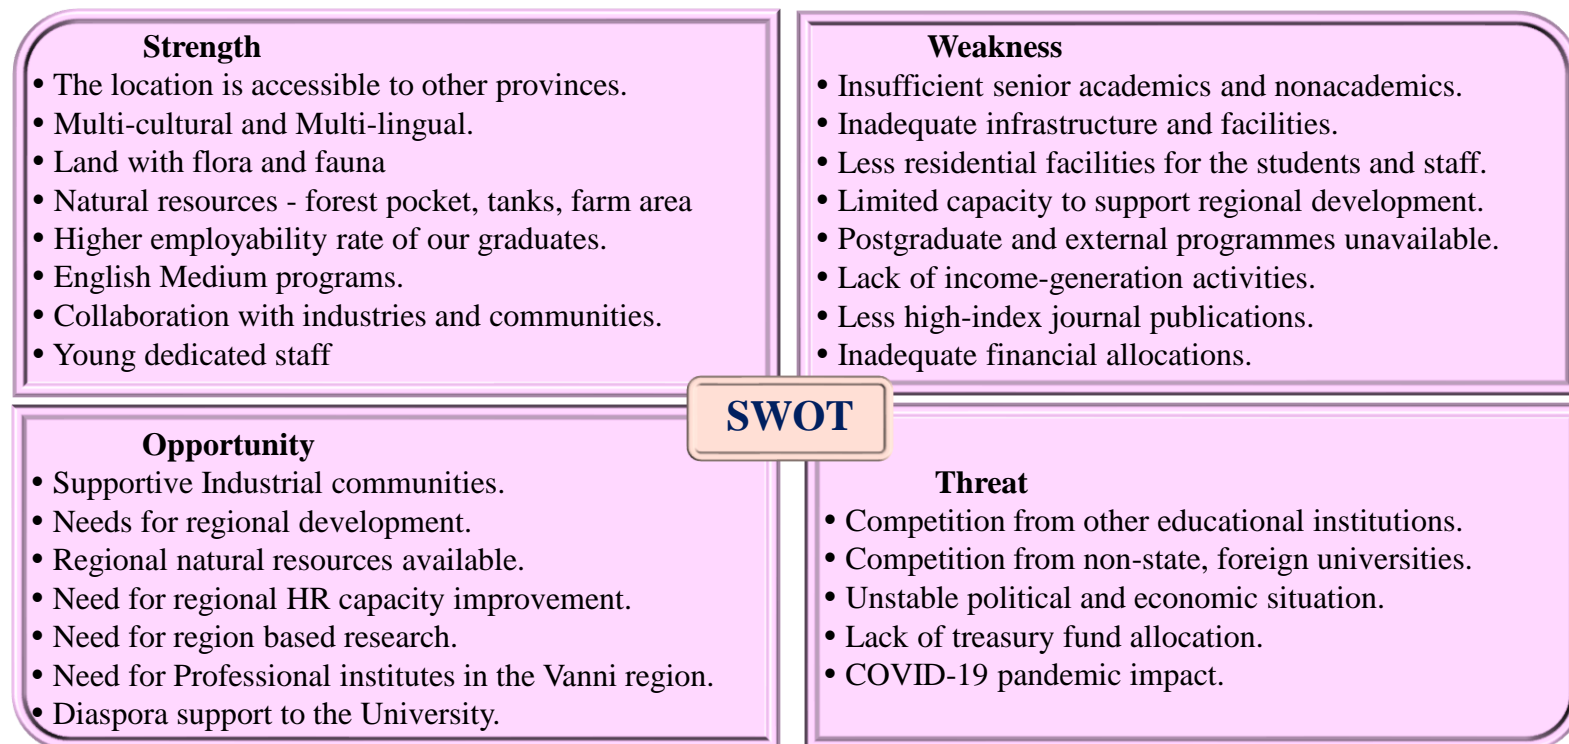 Strength
• The location is accessible to other provinces.
• Multi-cultural and Multi-lingual.
• Land with flora and fauna
• Natural resources - forest pocket, tanks, farm area
• Higher employability rate of our graduates.
• English Medium programs.
• Collaboration with industries and communities.
• Young dedicated staff
Weakness
• Insufficient senior academics and nonacademics.
• Inadequate infrastructure and facilities.
• Less residential facilities for the students and staff.
• Limited capacity to support regional development.
• Postgraduate and external programmes unavailable.
• Lack of income-generation activities.
• Less high-index journal publications.
• Inadequate financial allocations.
SWOT
Opportunity
• Supportive Industrial communities.
• Needs for regional development.
• Regional natural resources available.
• Need for regional HR capacity improvement.
• Need for region based research.
• Need for Professional institutes in the Vanni region.
• Diaspora support to the University.
Threat
• Competition from other educational institutions.
• Competition from non-state, foreign universities.
• Unstable political and economic situation.
• Lack of treasury fund allocation.
• COVID-19 pandemic impact.